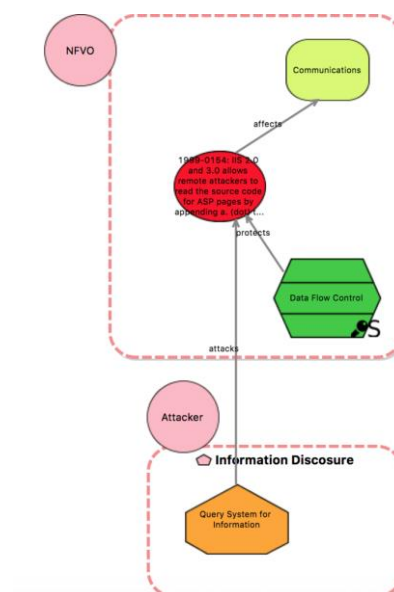 NFVO
Communications
affects
1999-0154: IIS 2.0
and 3.0 allows
remote attackers to
read the source code
for ASP pages by
appending a. (dot) t...
protects
Data Flow Control
S
attacks
Attacker
Information Discosure
Query System for
Information